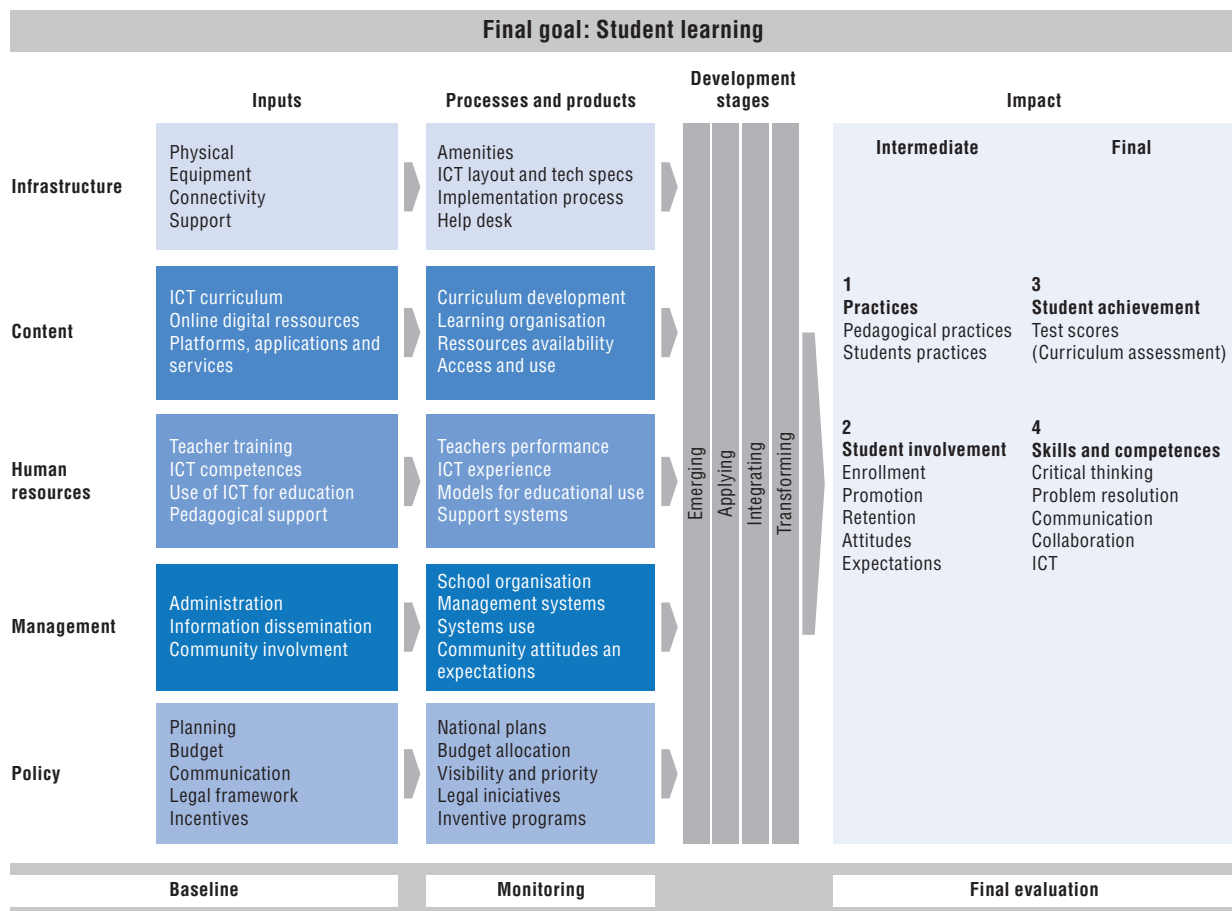 Final goal: Student learning
Inputs
Processes and products
Development
stages
Impact
Infrastructure
Physical
Equipment
Connectivity
Support
Amenities
ICT layout and tech specs
Implementation process
Help desk
Content
ICT curriculum
Online digital ressources
Platforms, applications and
services
Curriculum development
Learning organisation
Ressources availability
Access and use
Human
resources
Teacher training
ICT competences
Use of ICT for education
Pedagogical support
Teachers performance
ICT experience
Models for educational use
Support systems
Management
Administration
Information dissemination
Community involvment
School organisation
Management systems
Systems use
Community attitudes an
expectations
Policy
Planning
Budget
Communication
Legal framework
Incentives
National plans
Budget allocation
Visibility and priority
Legal iniciatives
Inventive programs
Emerging
Applying
Integrating
Transforming
Intermediate
Final
1
Practices
Pedagogical practices
Students practices
3
Student achievement
Test scores
(Curriculum assessment)
2
Student involvement
Enrollment
Promotion
Retention
Attitudes
Expectations
4
Skills and competences
Critical thinking
Problem resolution
Communication
Collaboration
ICT
Baseline
Monitoring
Final evaluation